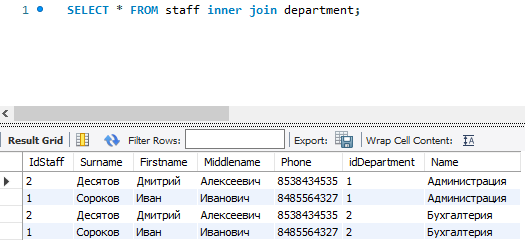 1 SELECT * FROM staff inner join department;
Result Grid Filter Rows: Export: Wrap Cell Content:
IdStaff Surname Firstname Middlename Phone idDepartment Name
2 Десятов Дмитрий Алексеевич 8538434535 1 Администрация
1 Сороков Иван Иванович 8485564327 1 Администрация
2 Десятов Дмитрий Алексеевич 8538434535 2 Бухгалтерия
1 Сороков Иван Иванович 8485564327 2 Бухгалтерия